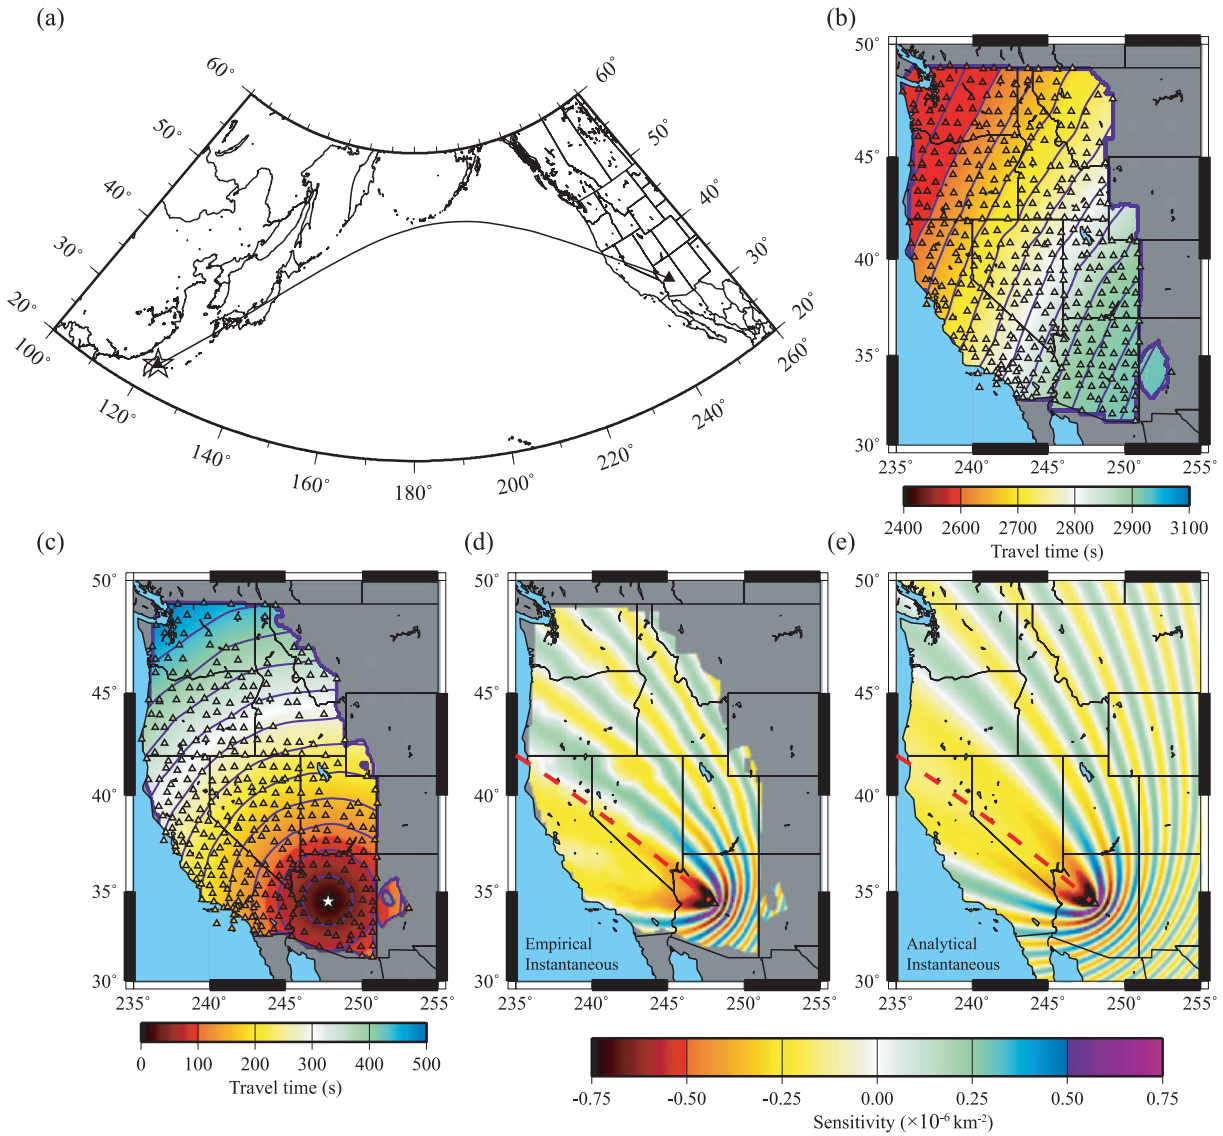 (a)
60°
50°
40°
30°
20°
100°
120°
140°
160°
180°
200°
220°
240°
260°
20°
30°
40°
50°
60°
(b)
50°
45°
40°
35°
30°
235° 240° 245° 250° 255°
2400 2600 2700 2800 2900 3100
Travel time (s)
(c)
50°
45°
40°
35°
30°
235° 240° 245° 250° 255°
0 100 200 300 400 500
Travel time (s)
(d)
50°
45°
40°
35°
30°
Empirical
Instantaneous
235° 240° 245° 250° 255°
(e)
50°
45°
40°
35°
30°
Analytical
Instantaneous
235° 240° 245° 250° 255°
-0.75 -0.50 -0.25 0.00 0.25 0.50 0.75
Sensitivity (×10⁻⁶ km⁻²)